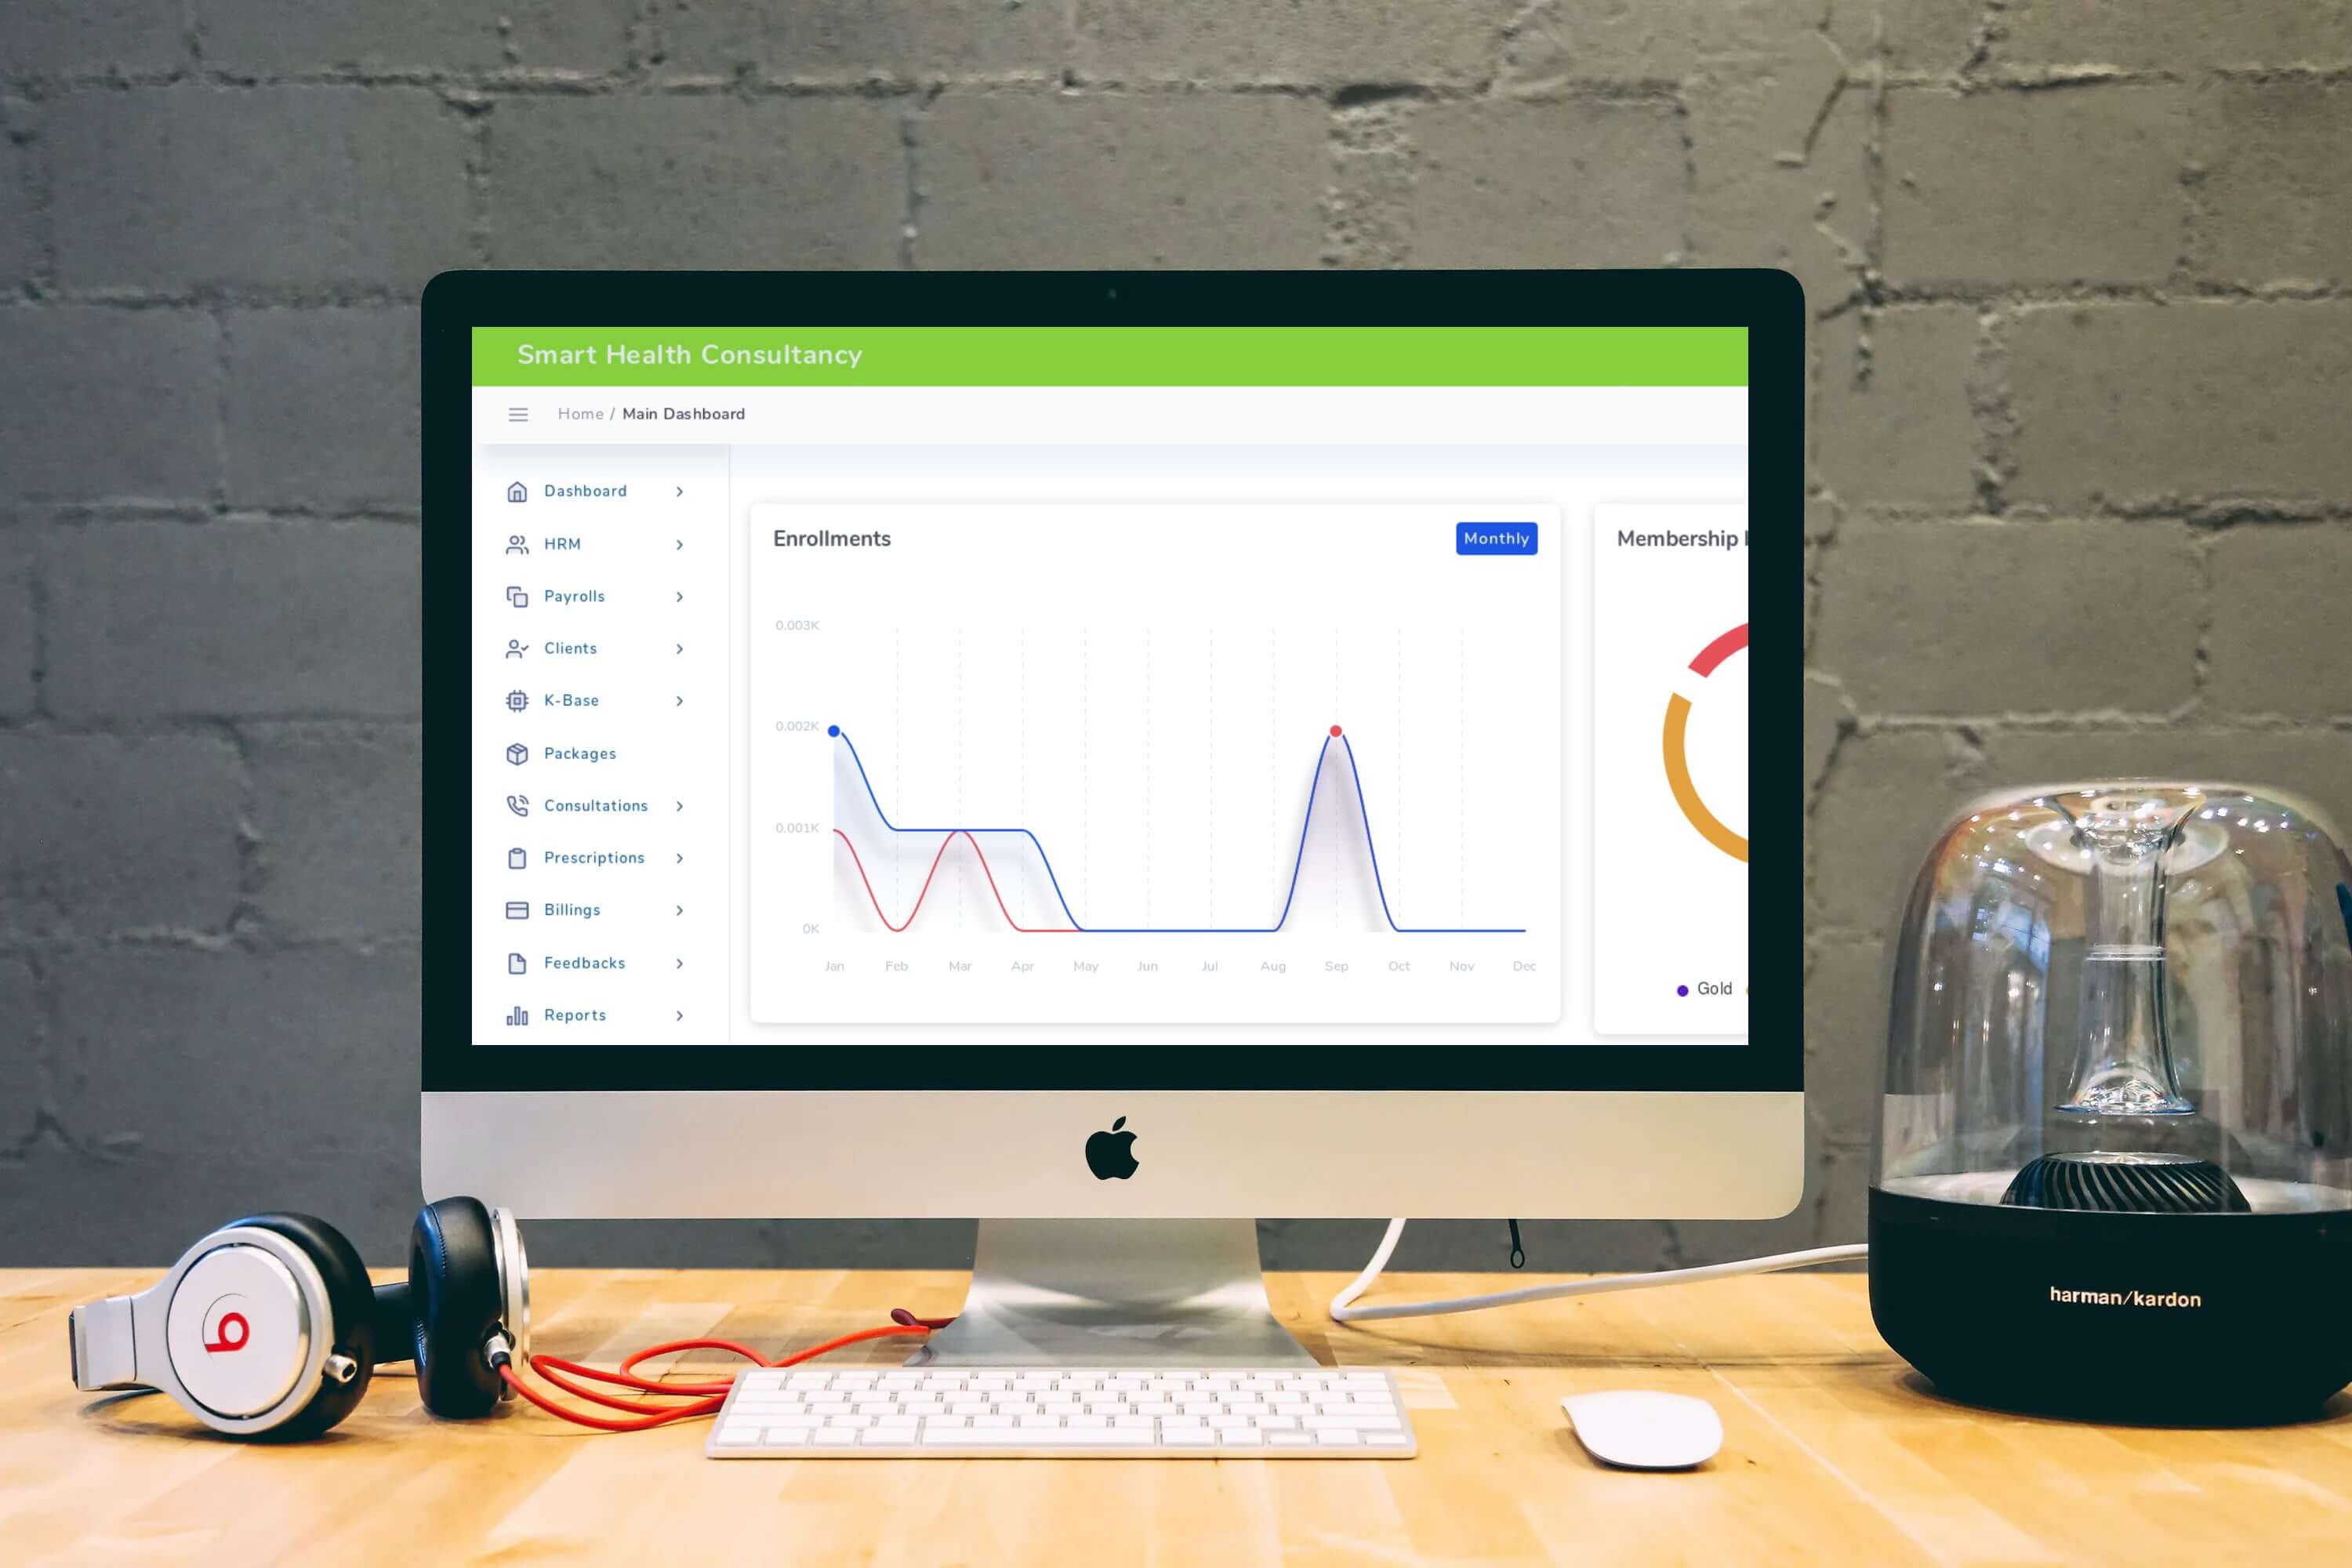 Smart Health Consultancy
Home / Main Dashboard
Dashboard
HRM
Payrolls
Clients
K-Base
Packages
Consultations
Prescriptions
Billings
Feedbacks
Reports
Enrollments
Monthly
0.003K
0.002K
0.001K
0K
Jan Feb Mar Apr May Jun Jul Aug Sep Oct Nov Dec
Membership
Gold
harman/kardon
b